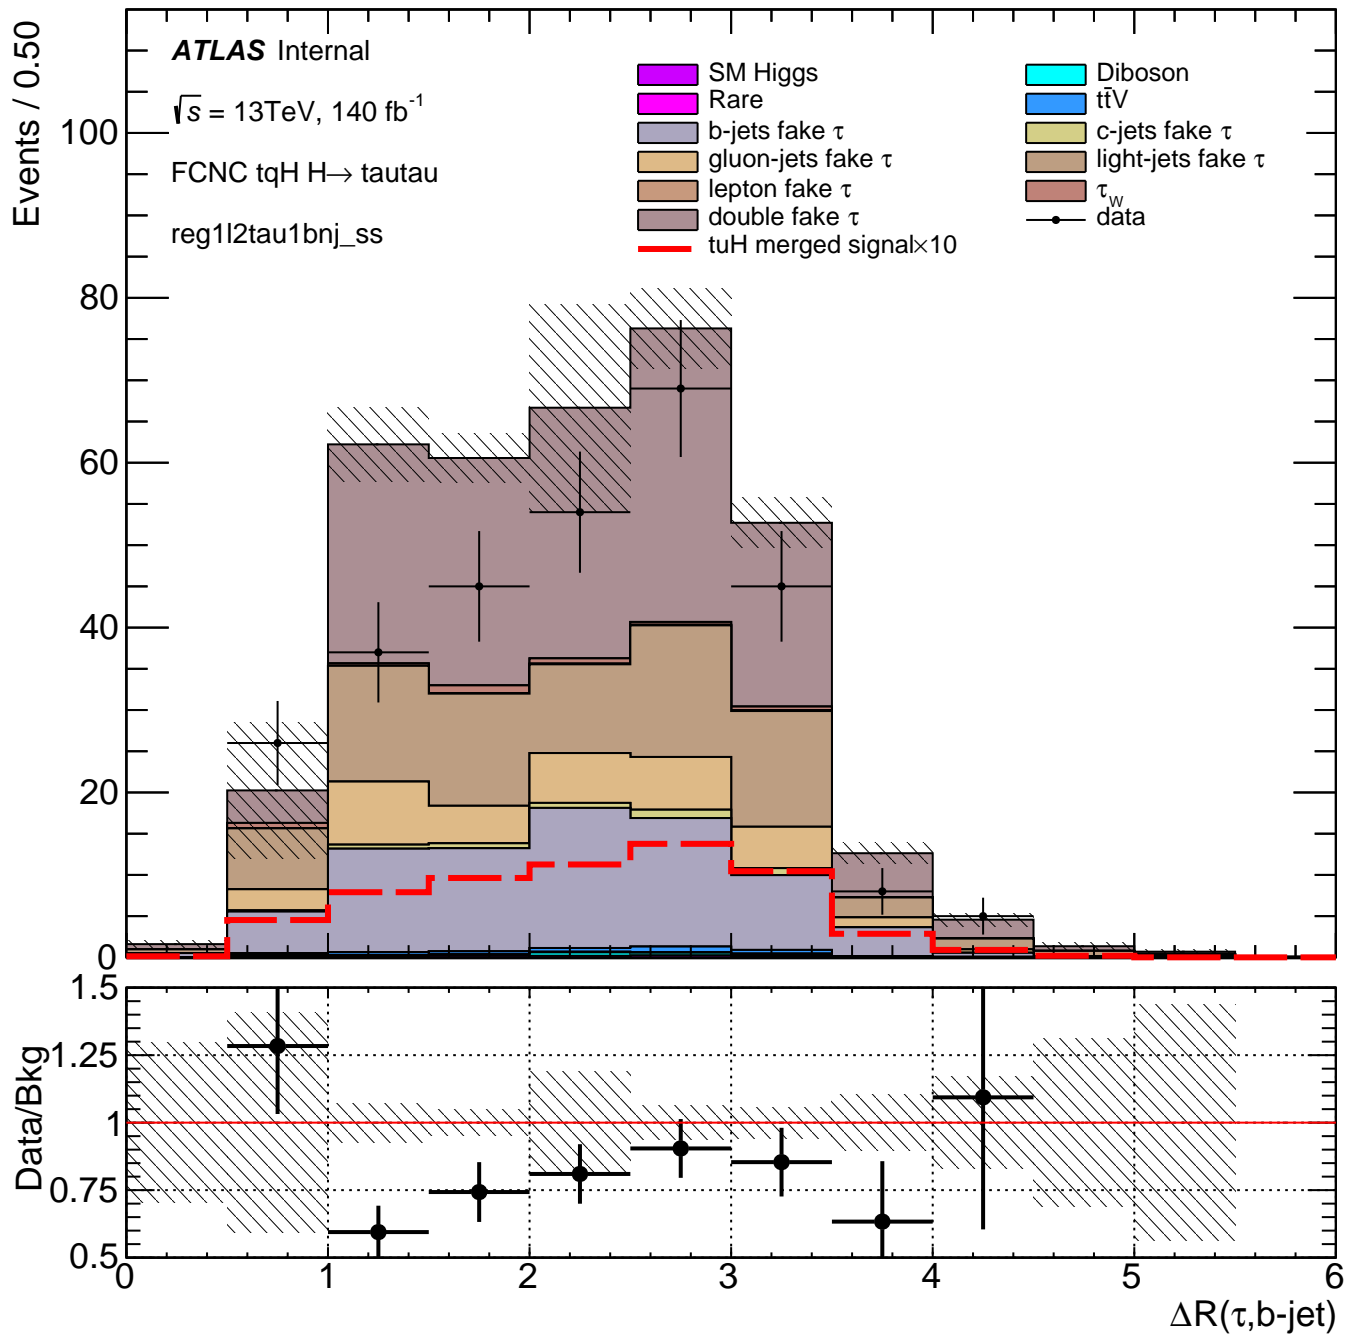 Events / 0.50
ATLAS Internal
√s = 13TeV, 140 fb⁻¹
FCNC tqH H→ tautau
reg1l2tau1bnj_ss
SM Higgs
Rare
b-jets fake τ
gluon-jets fake τ
lepton fake τ
double fake τ
tuH merged signal×10
Diboson
tt̄V
c-jets fake τ
light-jets fake τ
τ_W
data
100
80
60
40
20
0
Data/Bkg
1.5
1.25
1
0.75
0.5
0 1 2 3 4 5 6
ΔR(τ,b-jet)